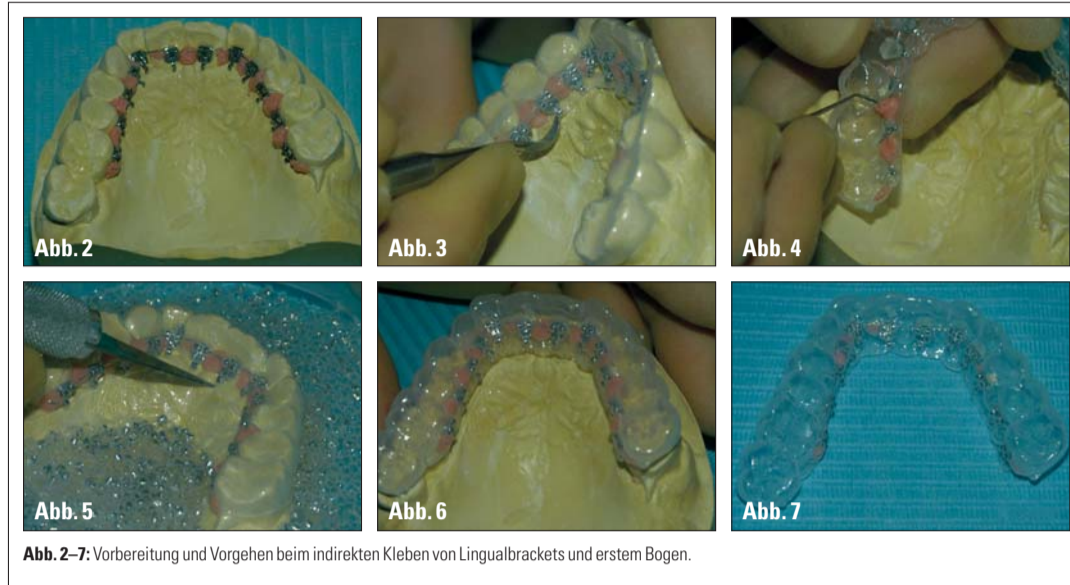 Abb. 2
Abb. 3
Abb. 4
Abb. 5
Abb. 6
Abb. 7
Abb. 2–7: Vorbereitung und Vorgehen beim indirekten Kleben von Lingualbrackets und erstem Bogen.